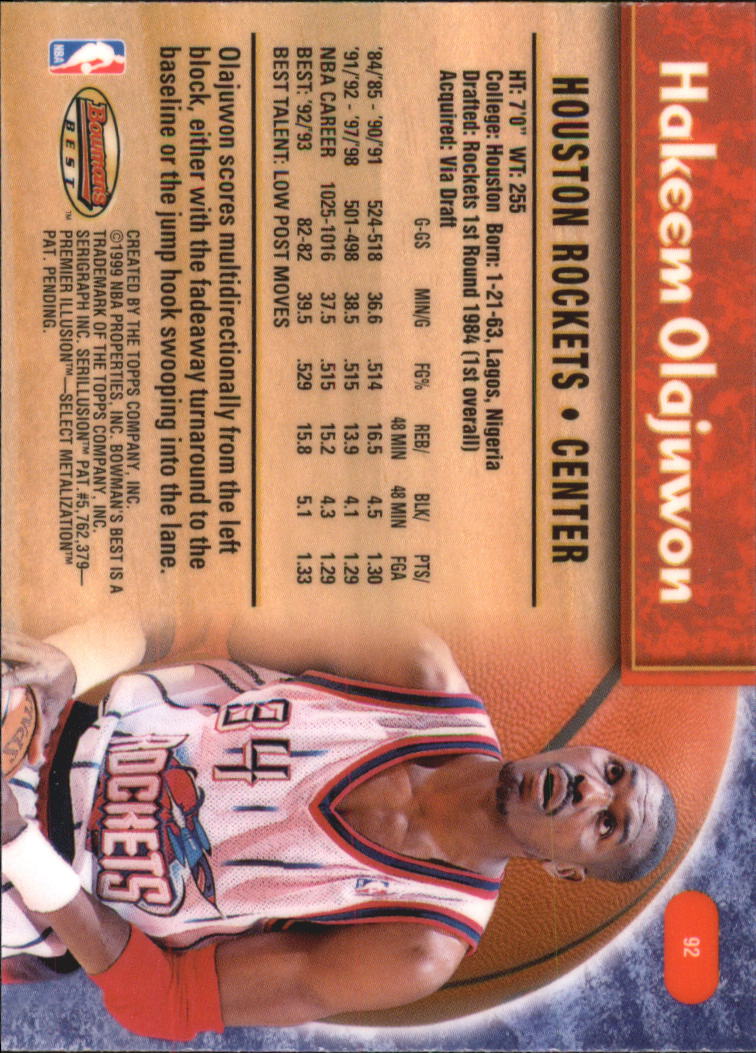 Hakeem Olajuwon
92
HOUSTON ROCKETS • CENTER
HT: 7'0" WT: 255
College: Houston Born: 1-21-63, Lagos, Nigeria
Drafted: Rockets 1st Round 1984 (1st overall)
Acquired: Via Draft
G-GS MIN/G FG% REB/ 48 MIN BLK/ 48 MIN PTS/ FGA
'84/'85 - '90/'91 524-518 36.6 .514 16.5 4.5 1.30
'91/'92 - '97/'98 501-498 38.5 .515 13.9 4.1 1.29
NBA CAREER 1025-1016 37.5 .515 15.2 4.3 1.29
BEST: '92/'93 82-82 39.5 .529 15.8 5.1 1.33
BEST TALENT: LOW POST MOVES
Olajuwon scores multidirectionally from the left
block, either with the fadeaway turnaround to the
baseline or the jump hook swooping into the lane.
NBA
Bowman's
BEST™
CREATED BY THE TOPPS COMPANY, INC.
©1999 NBA PROPERTIES, INC. BOWMAN'S BEST IS A
TRADEMARK OF THE TOPPS COMPANY, INC.
SERIGRAPH INC. SERILLUSION™ PAT. #5,762,379—
PREMIER ILLUSION™—SELECT METALIZATION™
PAT. PENDING.
34
ROCKETS